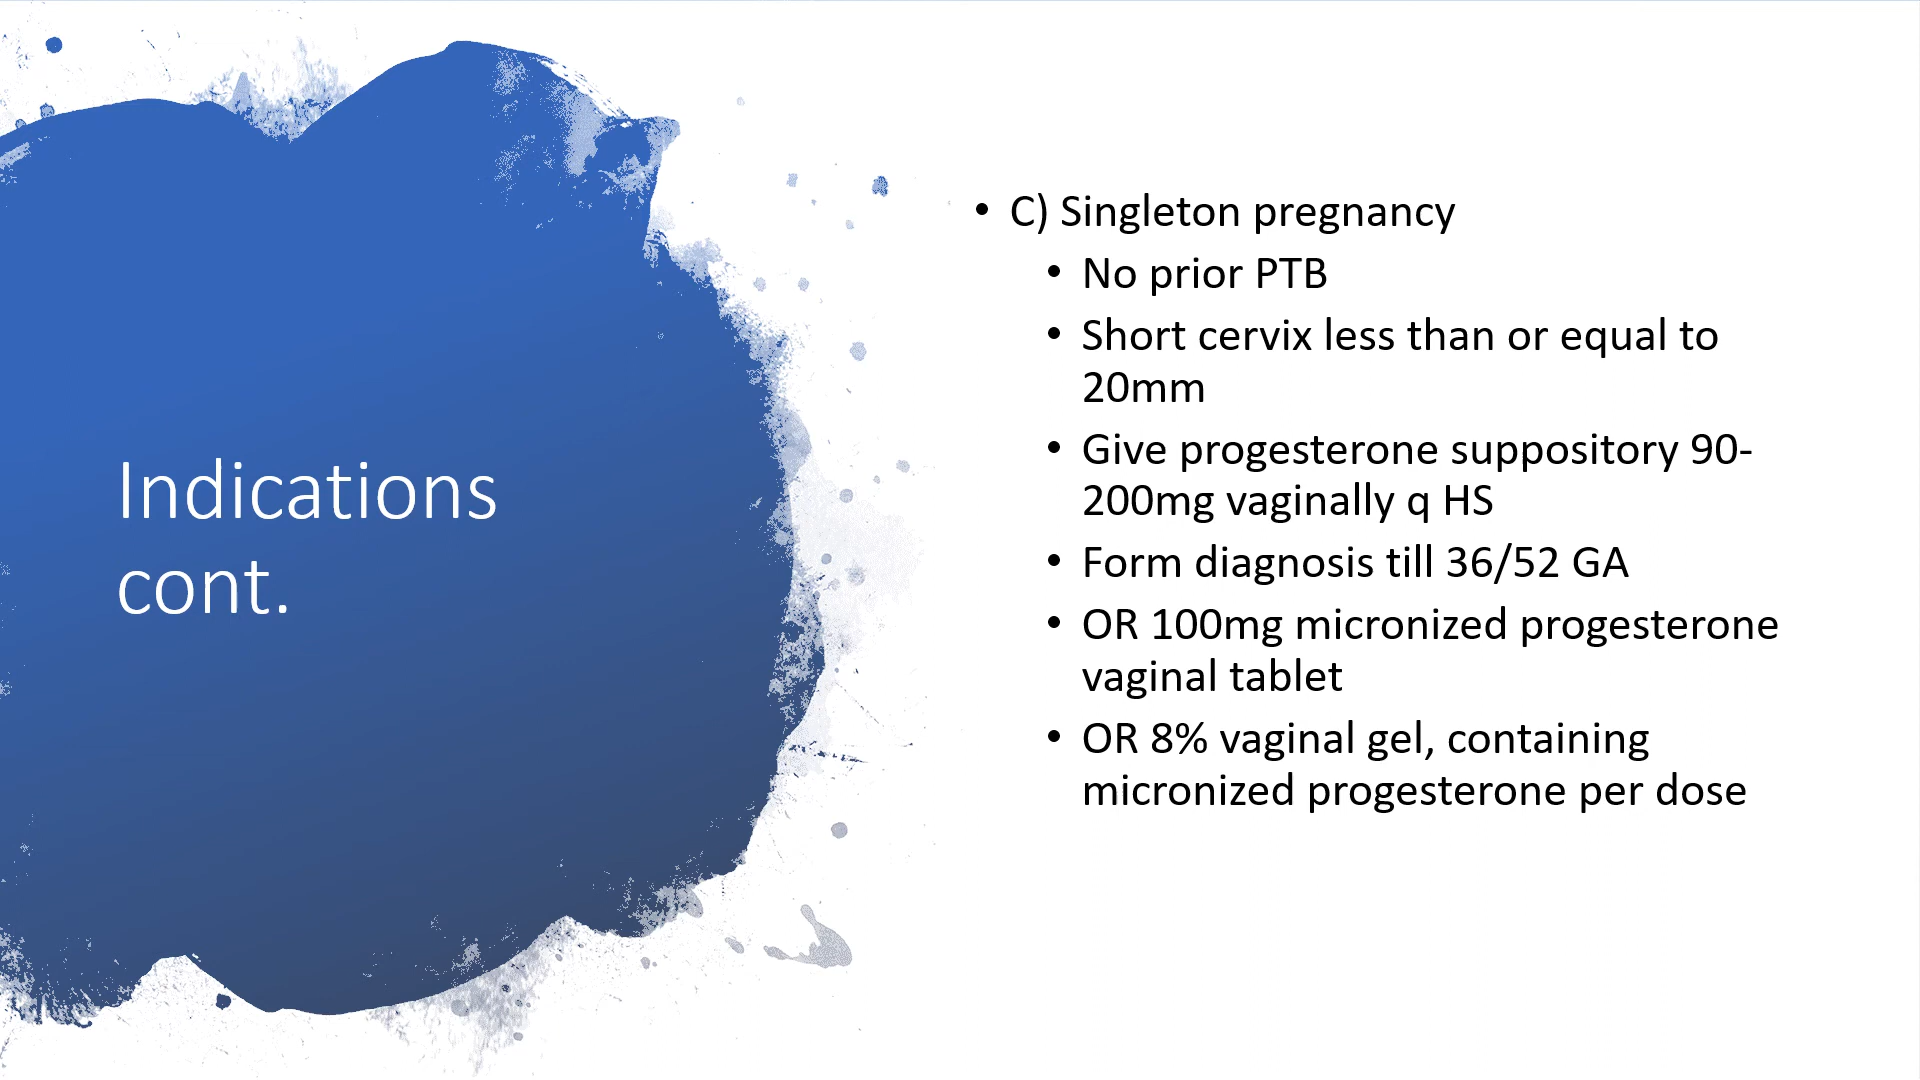 Indications
cont.
• C) Singleton pregnancy
• No prior PTB
• Short cervix less than or equal to
20mm
• Give progesterone suppository 90-
200mg vaginally q HS
• Form diagnosis till 36/52 GA
• OR 100mg micronized progesterone
vaginal tablet
• OR 8% vaginal gel, containing
micronized progesterone per dose